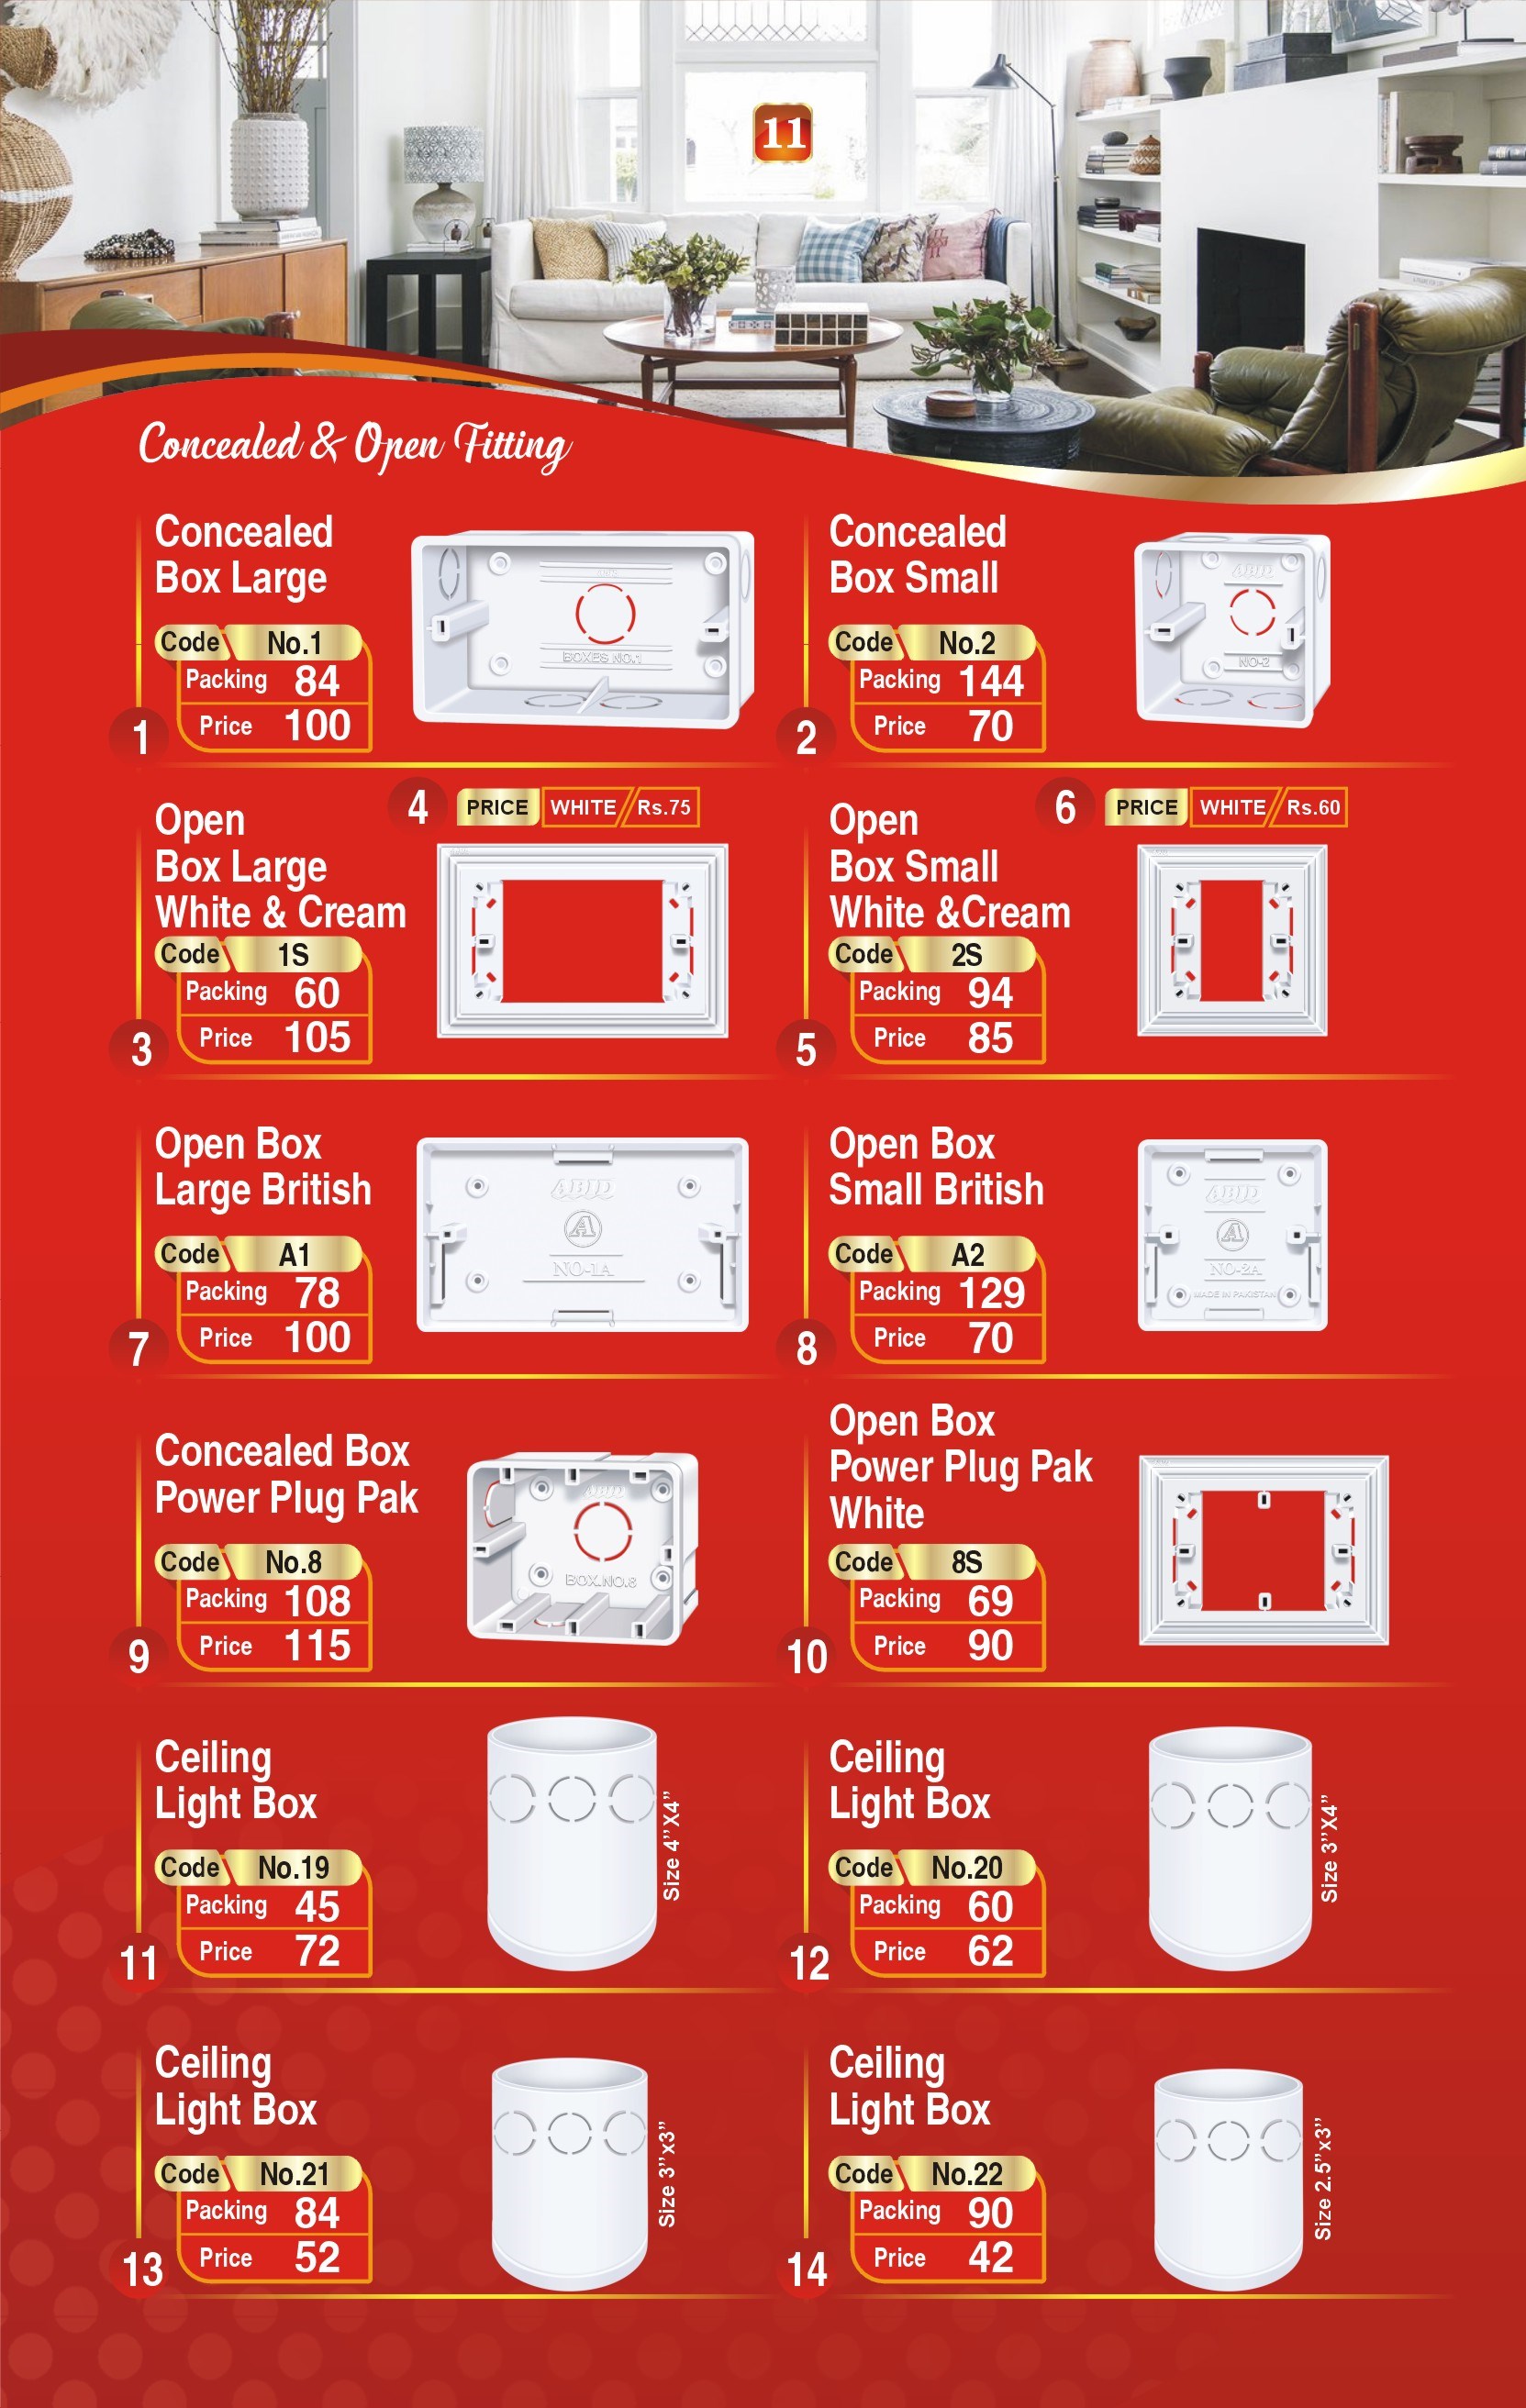 11
Concealed & Open Fitting
Concealed
Box Large
Code No.1
Packing 84
Price 100
1
BOXES NO.1
Concealed
Box Small
Code No.2
Packing 144
Price 70
2
NO-2
Open
Box Large
White & Cream
Code 1S
Packing 60
Price 105
3
4 PRICE WHITE Rs.75
Open
Box Small
White &Cream
Code 2S
Packing 94
Price 85
5
6 PRICE WHITE Rs.60
Open Box
Large British
Code A1
Packing 78
Price 100
7
A
NO-1A
Open Box
Small British
Code A2
Packing 129
Price 70
8
A
NO-2A
MADE IN PAKISTAN
Concealed Box
Power Plug Pak
Code No.8
Packing 108
Price 115
9
BOX.NO.8
Open Box
Power Plug Pak
White
Code 8S
Packing 69
Price 90
10
Ceiling
Light Box
Code No.19
Packing 45
Price 72
11
Size 4”X4”
Ceiling
Light Box
Code No.20
Packing 60
Price 62
12
Size 3”X4”
Ceiling
Light Box
Code No.21
Packing 84
Price 52
13
Size 3”x3”
Ceiling
Light Box
Code No.22
Packing 90
Price 42
14
Size 2.5”x3”